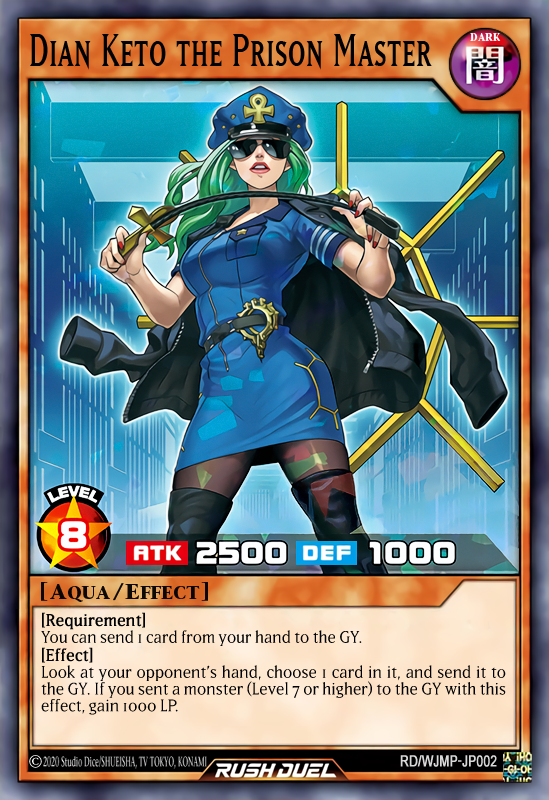 Dian Keto the Prison Master
DARK
闇
LEVEL
8
ATK 2500 DEF 1000
[Aqua/Effect]
[Requirement]
You can send 1 card from your hand to the GY.
[Effect]
Look at your opponent's hand, choose 1 card in it, and send it to
the GY. If you sent a monster (Level 7 or higher) to the GY with this
effect, gain 1000 LP.
©2020 Studio Dice/SHUEISHA, TV TOKYO, KONAMI
RUSH DUEL
RD/WJMP-JP002